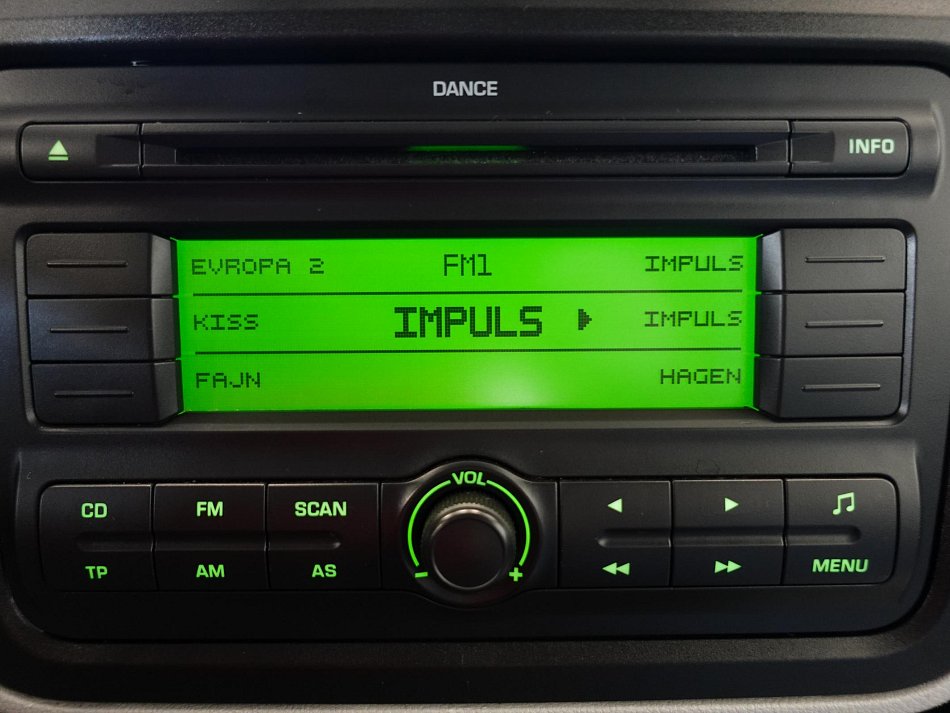 DANCE
INFO
EVROPA 2 FM1 IMPULS
KISS IMPULS IMPULS
FAJN HAGEN
VOL
CD FM SCAN
- +
TP AM AS MENU